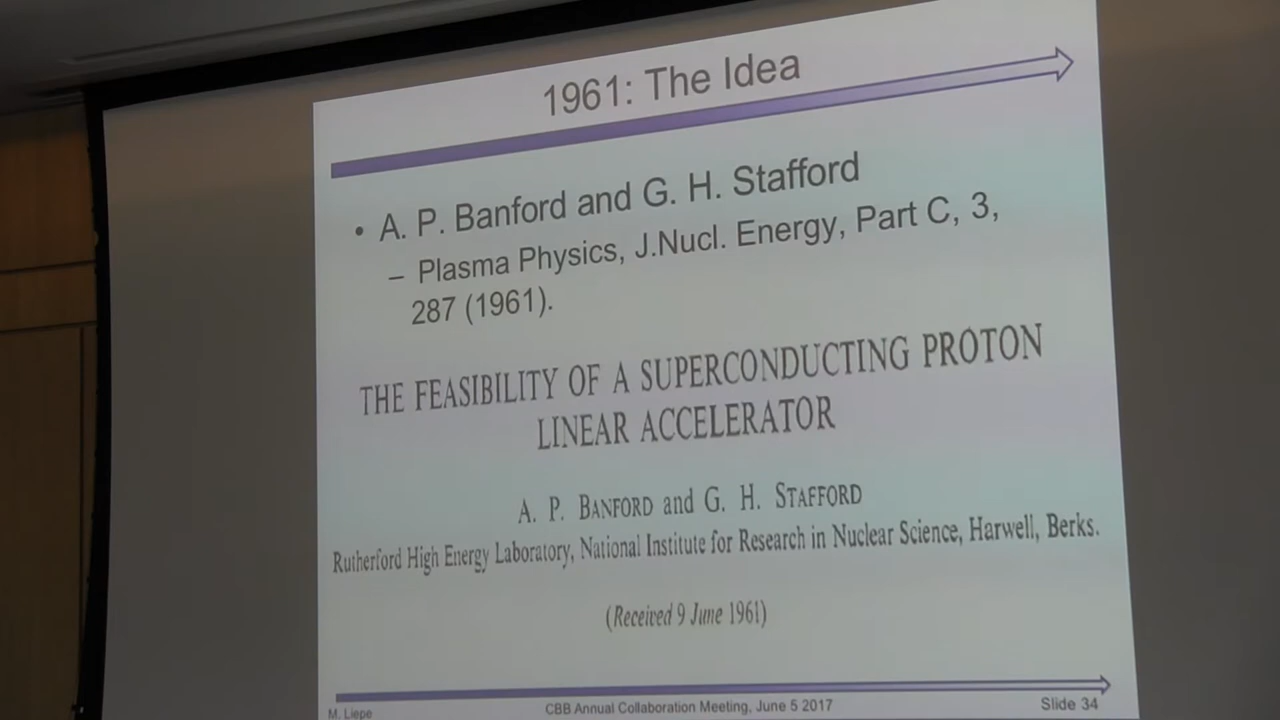 1961: The Idea
• A. P. Banford and G. H. Stafford
– Plasma Physics, J.Nucl. Energy, Part C, 3,
287 (1961).
THE FEASIBILITY OF A SUPERCONDUCTING PROTON
LINEAR ACCELERATOR
A. P. BANFORD and G. H. STAFFORD
Rutherford High Energy Laboratory, National Institute for Research in Nuclear Science, Harwell, Berks.
(Received 9 June 1961)
M. Liepe CBB Annual Collaboration Meeting, June 5 2017 Slide 34